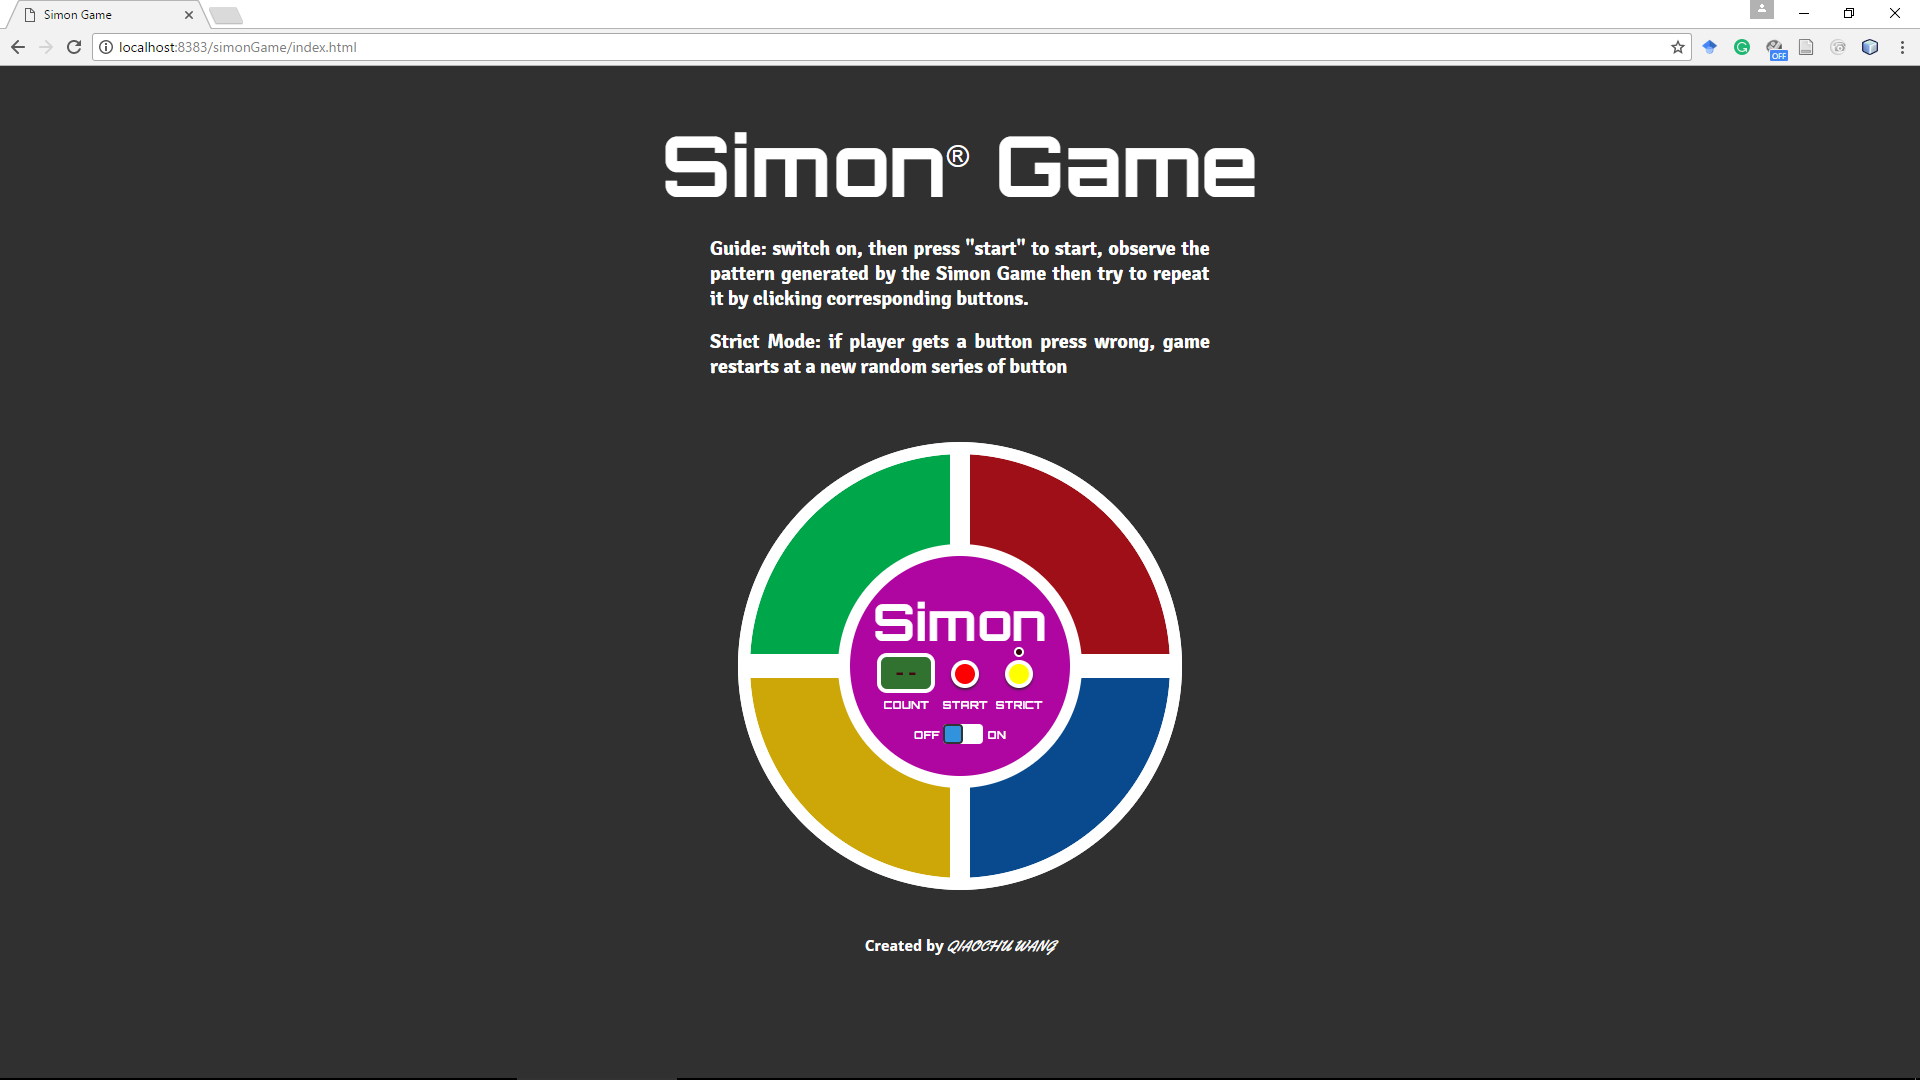 Simon Game
localhost:8383/simonGame/index.html
OFF
Simon® Game
Guide: switch on, then press "start" to start, observe the
pattern generated by the Simon Game then try to repeat
it by clicking corresponding buttons.
Strict Mode: if player gets a button press wrong, game
restarts at a new random series of button
Simon
--
COUNT START STRICT
OFF ON
Created by QIAOCHU WANG